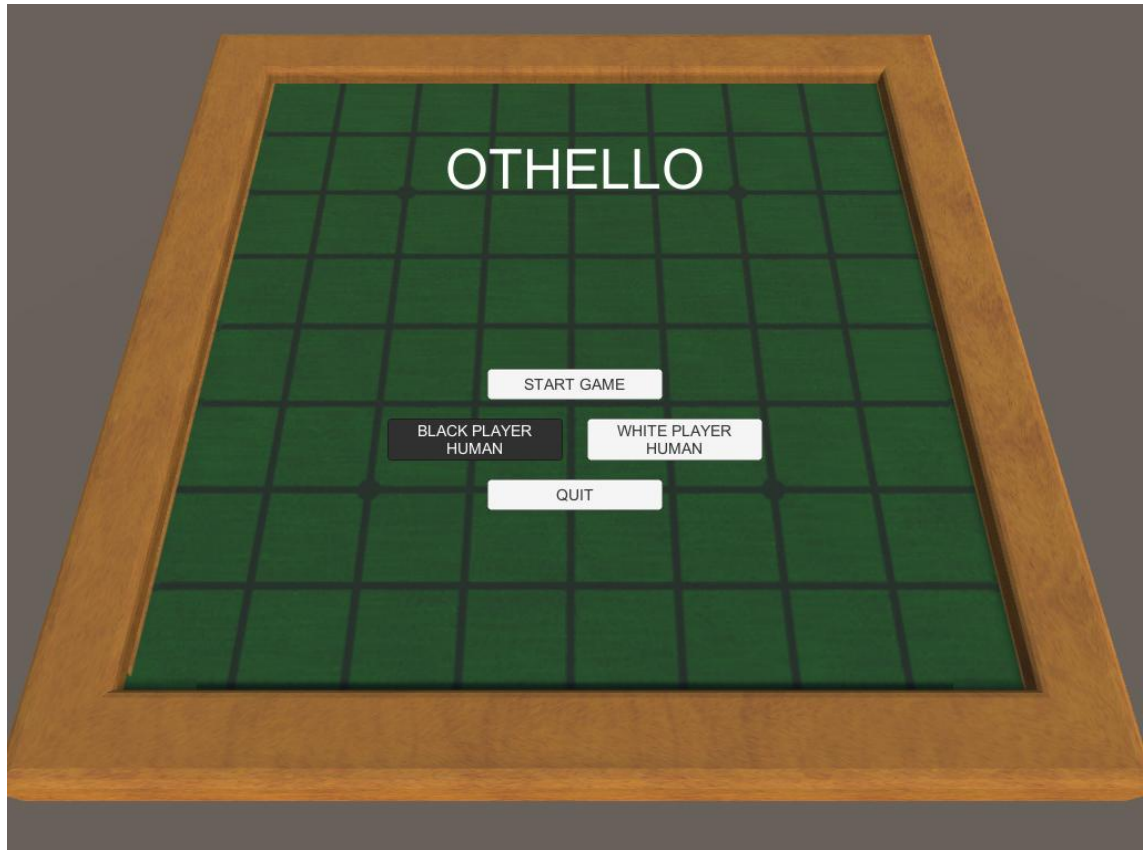 OTHELLO
START GAME
BLACK PLAYER
HUMAN
WHITE PLAYER
HUMAN
QUIT